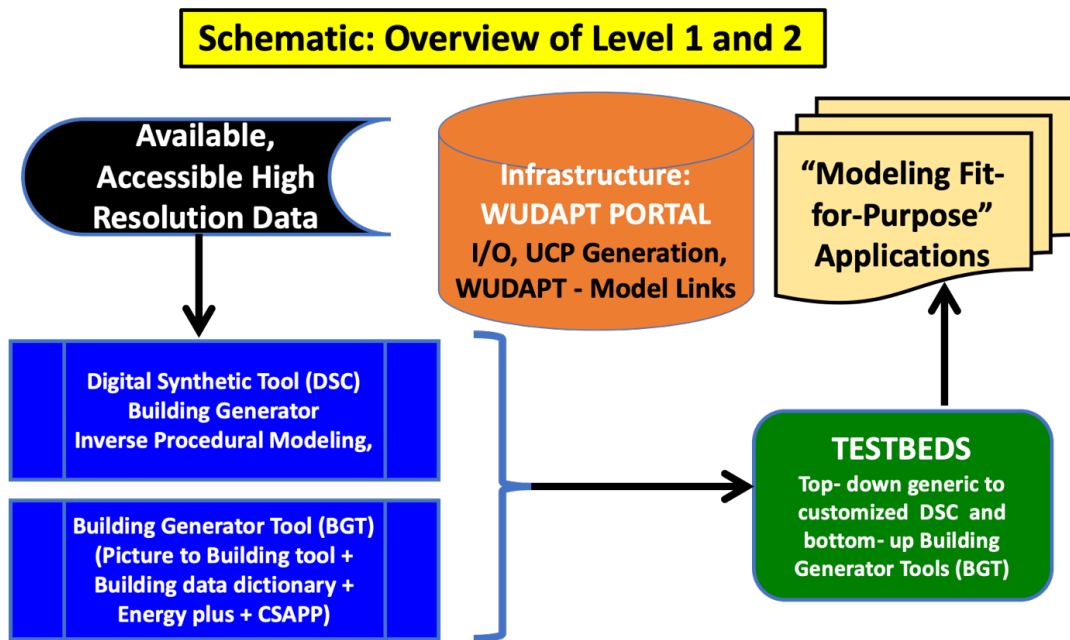 Schematic: Overview of Level 1 and 2
Available,
Accessible High
Resolution Data
Infrastructure:
WUDAPT PORTAL
I/O, UCP Generation,
WUDAPT - Model Links
“Modeling Fit-
for-Purpose”
Applications
Digital Synthetic Tool (DSC)
Building Generator
Inverse Procedural Modeling,
Building Generator Tool (BGT)
(Picture to Building tool +
Building data dictionary +
Energy plus + CSAPP)
TESTBEDS
Top- down generic to
customized DSC and
bottom- up Building
Generator Tools (BGT)